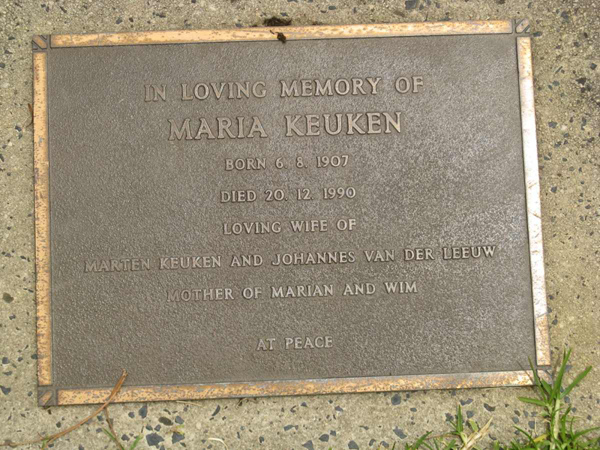 IN LOVING MEMORY OF
MARIA KEUKEN
BORN 6. 8. 1907
DIED 20. 12. 1990
LOVING WIFE OF
MARTEN KEUKEN AND JOHANNES VAN DER LEEUW
MOTHER OF MARIAN AND WIM
AT PEACE